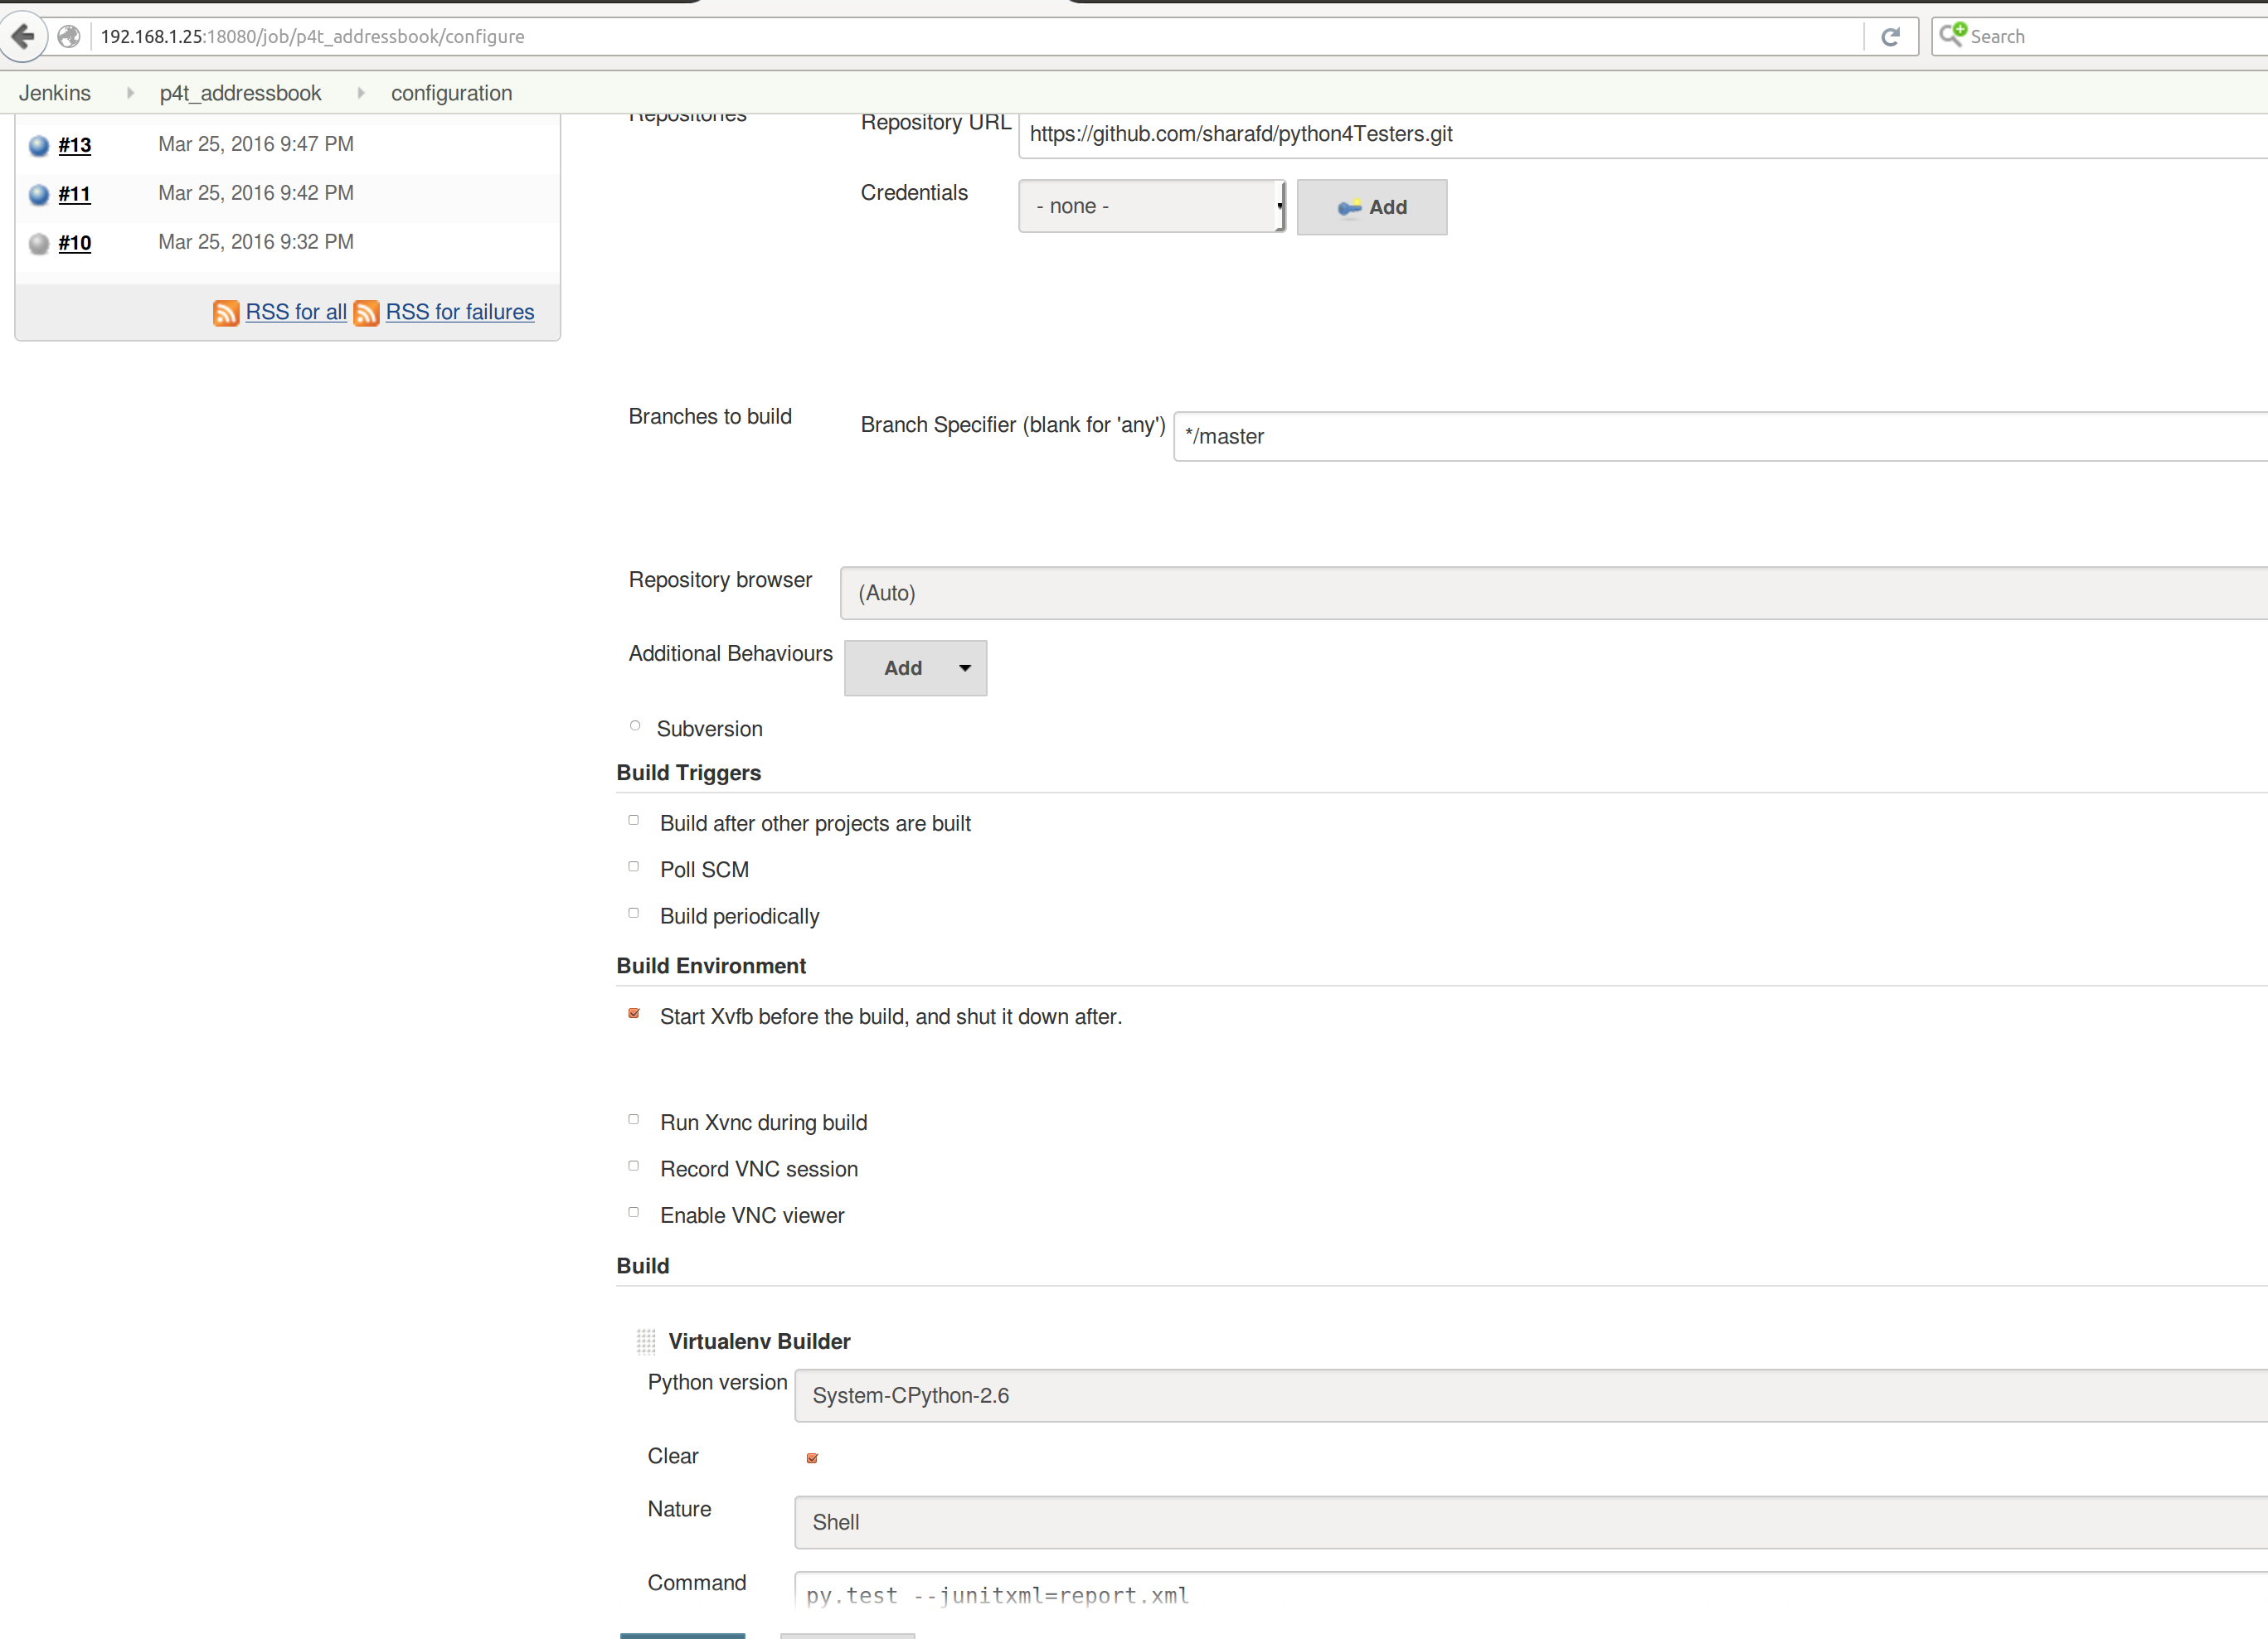 192.168.1.25:18080/job/p4t_addressbook/configure
Search
Jenkins
p4t_addressbook
configuration
#13 Mar 25, 2016 9:47 PM
#11 Mar 25, 2016 9:42 PM
#10 Mar 25, 2016 9:32 PM
RSS for all RSS for failures
Repositories
Repository URL https://github.com/sharafd/python4Testers.git
Credentials - none - Add
Branches to build
Branch Specifier (blank for 'any') */master
Repository browser (Auto)
Additional Behaviours Add
Subversion
Build Triggers
Build after other projects are built
Poll SCM
Build periodically
Build Environment
Start Xvfb before the build, and shut it down after.
Run Xvnc during build
Record VNC session
Enable VNC viewer
Build
Virtualenv Builder
Python version System-CPython-2.6
Clear
Nature Shell
Command py.test --junitxml=report.xml